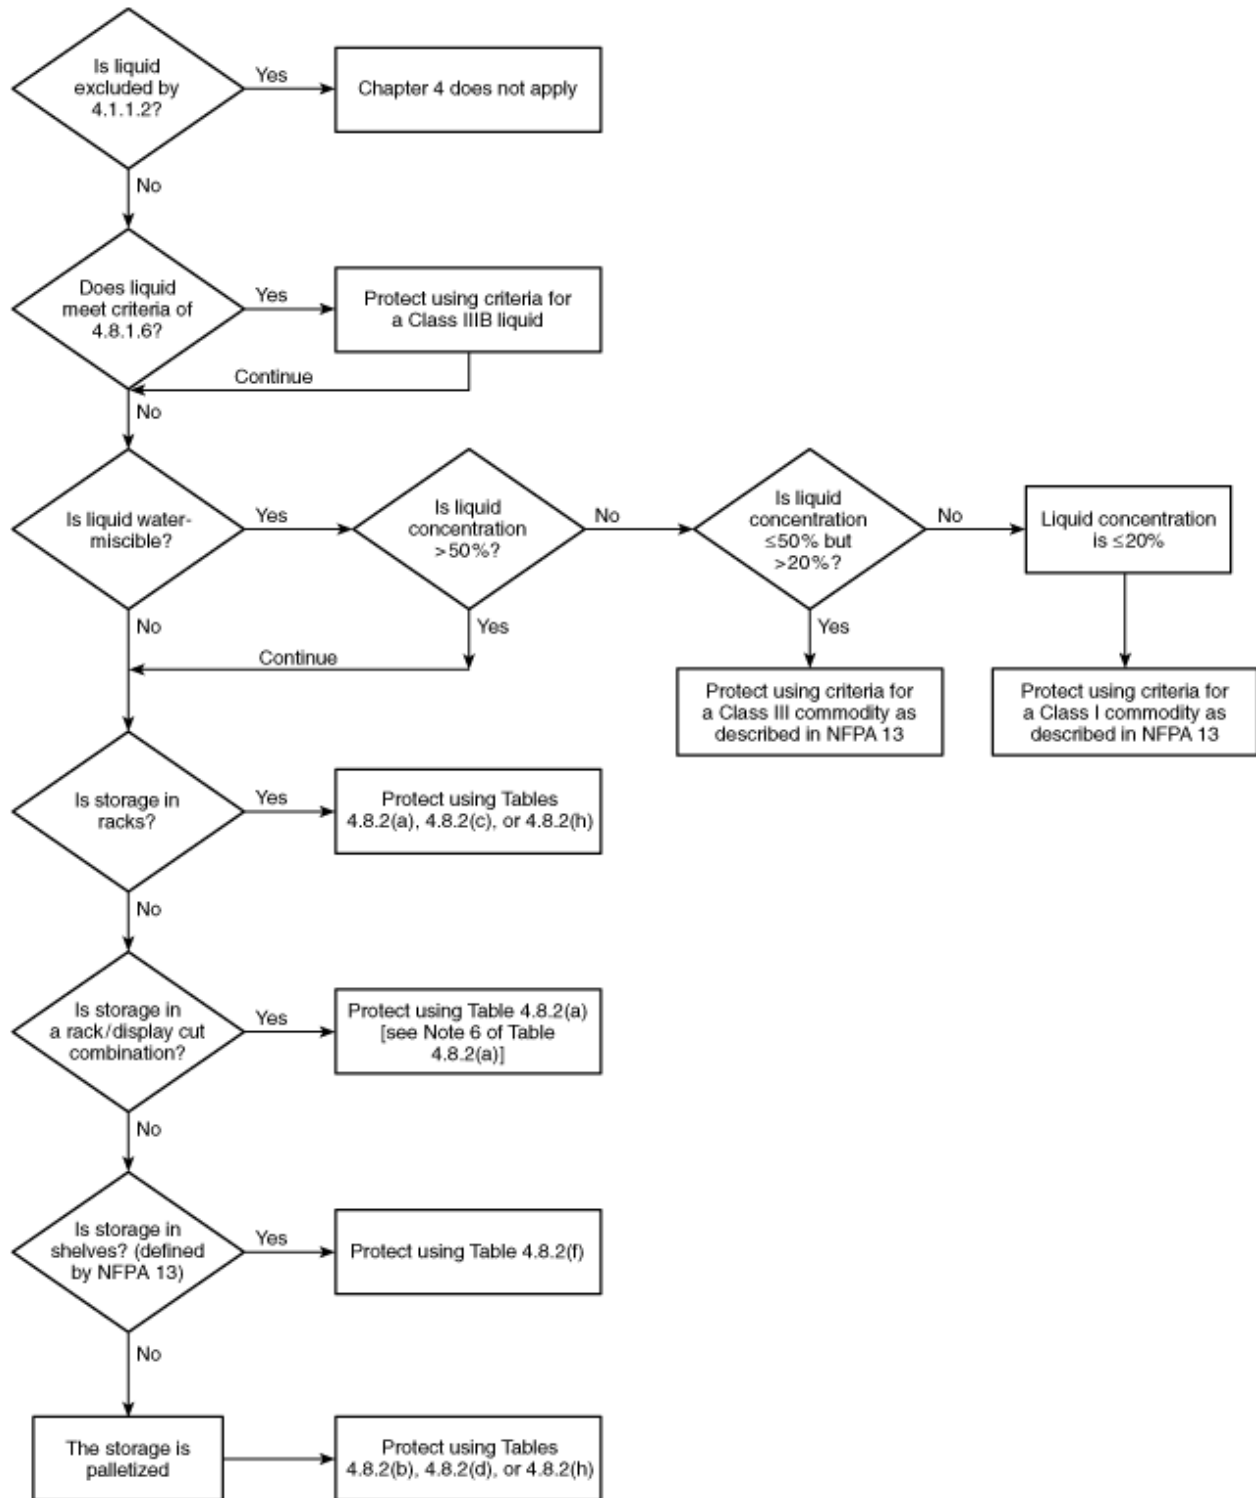 Is liquid
excluded by
4.1.1.2?
Yes
Chapter 4 does not apply
No
Does liquid
meet criteria of
4.8.1.6?
Yes
Protect using criteria for
a Class IIIB liquid
Continue
No
Is liquid water-
miscible?
Yes
Is liquid
concentration
>50%?
No
Is liquid
concentration
≤50% but
>20%?
No
Liquid concentration
is ≤20%
No
Yes
Yes
Continue
Protect using criteria for
a Class III commodity as
described in NFPA 13
Protect using criteria for
a Class I commodity as
described in NFPA 13
Is storage in
racks?
Yes
Protect using Tables
4.8.2(a), 4.8.2(c), or 4.8.2(h)
No
Is storage in
a rack/display cut
combination?
Yes
Protect using Table 4.8.2(a)
[see Note 6 of Table
4.8.2(a)]
No
Is storage in
shelves? (defined
by NFPA 13)
Yes
Protect using Table 4.8.2(f)
No
The storage is
palletized
Protect using Tables
4.8.2(b), 4.8.2(d), or 4.8.2(h)